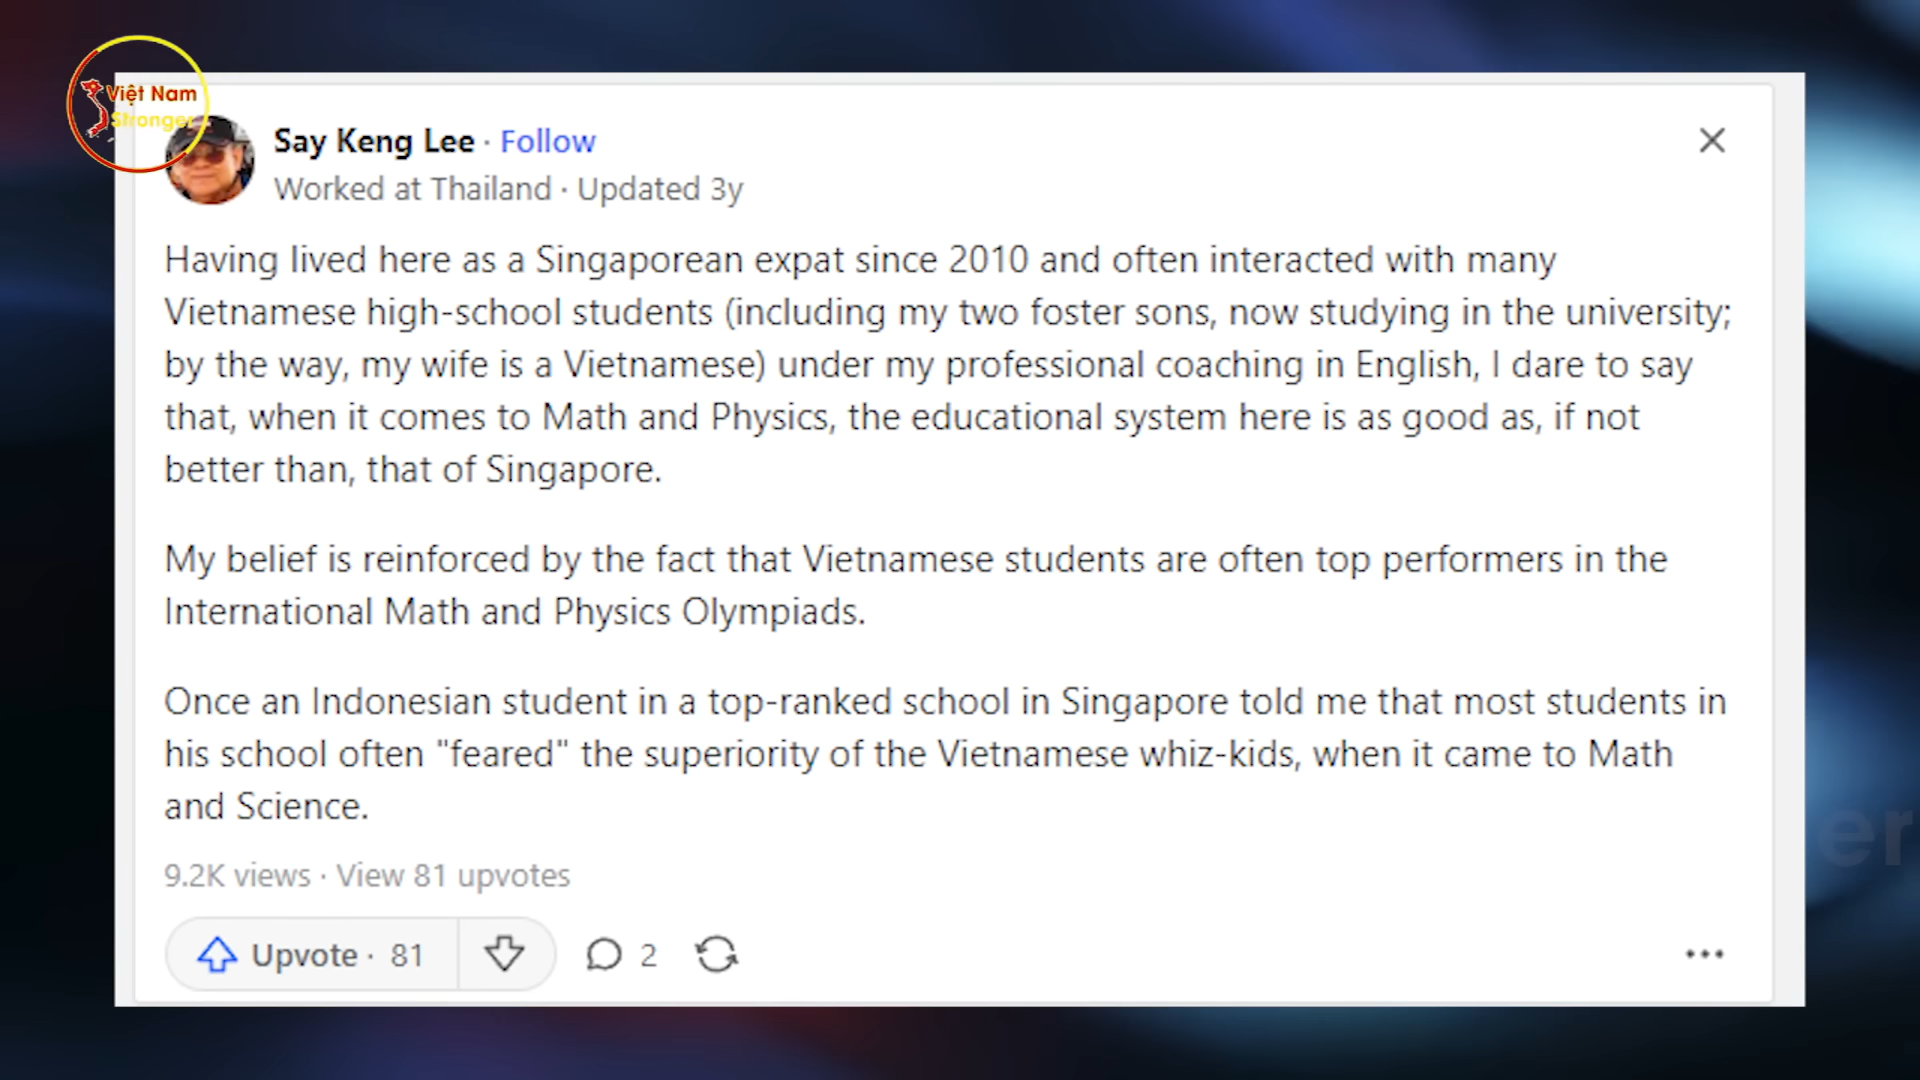 Việt Nam
Stronger
Say Keng Lee · Follow
Worked at Thailand · Updated 3y
Having lived here as a Singaporean expat since 2010 and often interacted with many
Vietnamese high-school students (including my two foster sons, now studying in the university;
by the way, my wife is a Vietnamese) under my professional coaching in English, I dare to say
that, when it comes to Math and Physics, the educational system here is as good as, if not
better than, that of Singapore.
My belief is reinforced by the fact that Vietnamese students are often top performers in the
International Math and Physics Olympiads.
Once an Indonesian student in a top-ranked school in Singapore told me that most students in
his school often "feared" the superiority of the Vietnamese whiz-kids, when it came to Math
and Science.
9.2K views · View 81 upvotes
Upvote · 81 2
er